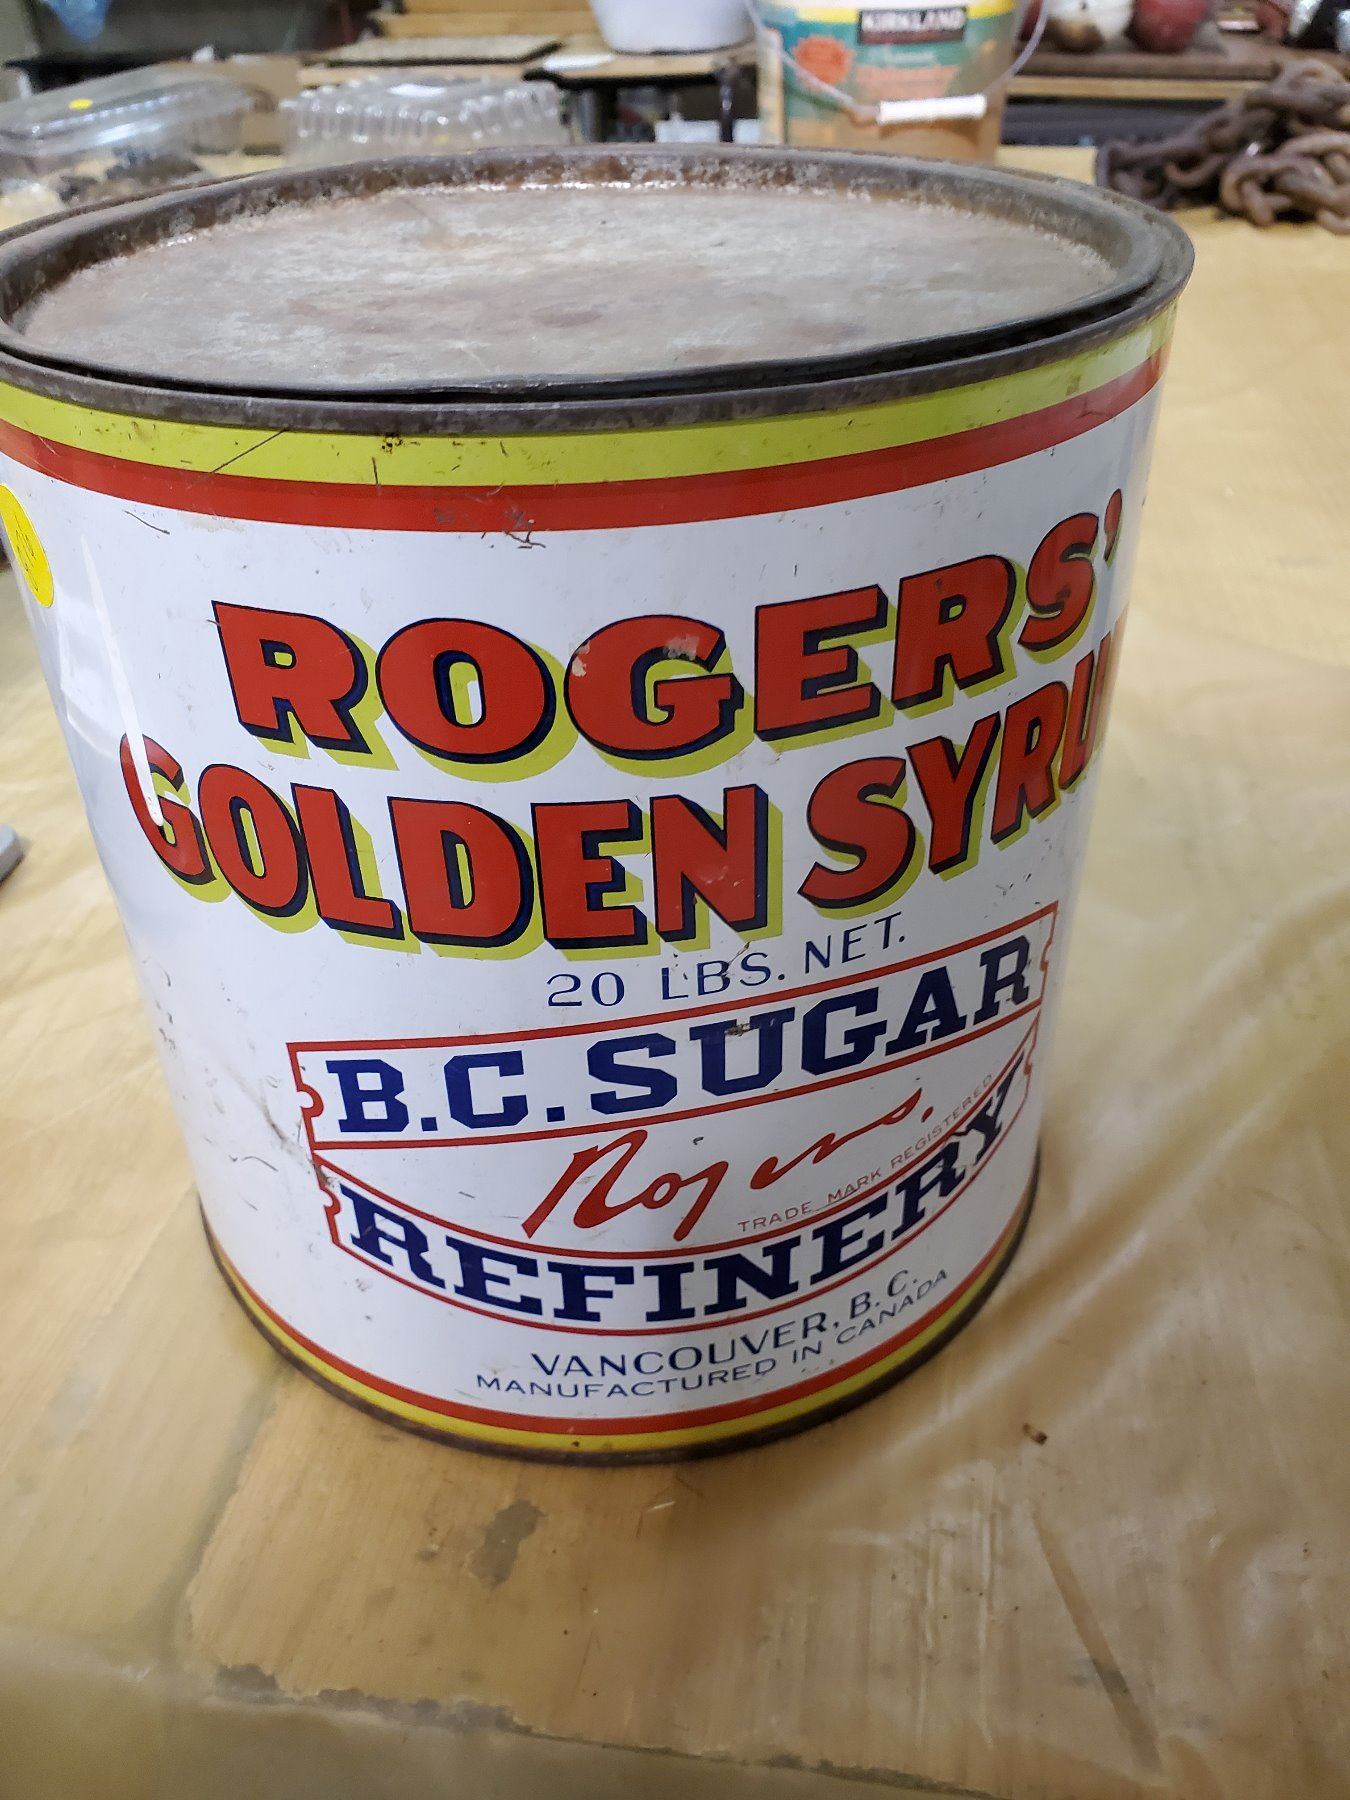 KIRKLAND
ROGERS'
GOLDEN SYRU
20 LBS. NET.
B.C. SUGAR
Rogers.
TRADE MARK REGISTERED
REFINERY
VANCOUVER, B.C.
MANUFACTURED IN CANADA